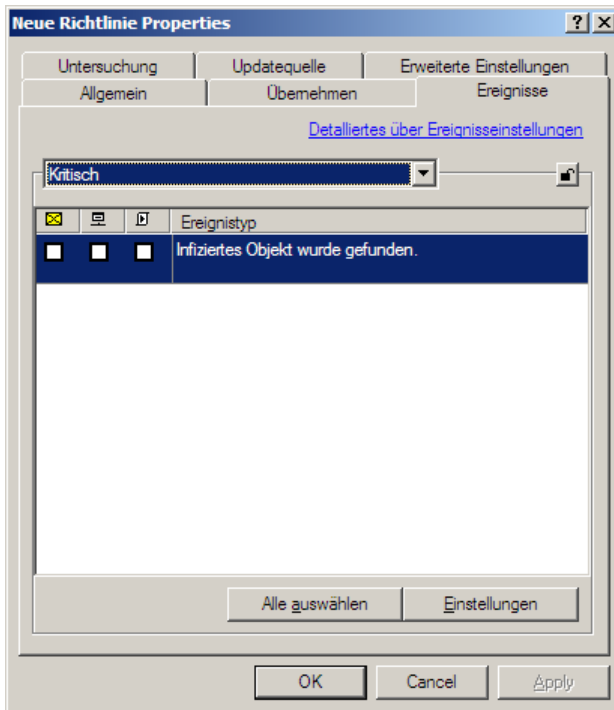 Neue Richtlinie Properties
Untersuchung Updatequelle Erweiterte Einstellungen
Allgemein Übernehmen Ereignisse
Detailliertes über Ereigniseinstellungen
Kritisch
Ereignistyp
Infiziertes Objekt wurde gefunden.
Alle auswählen Einstellungen
OK Cancel Apply